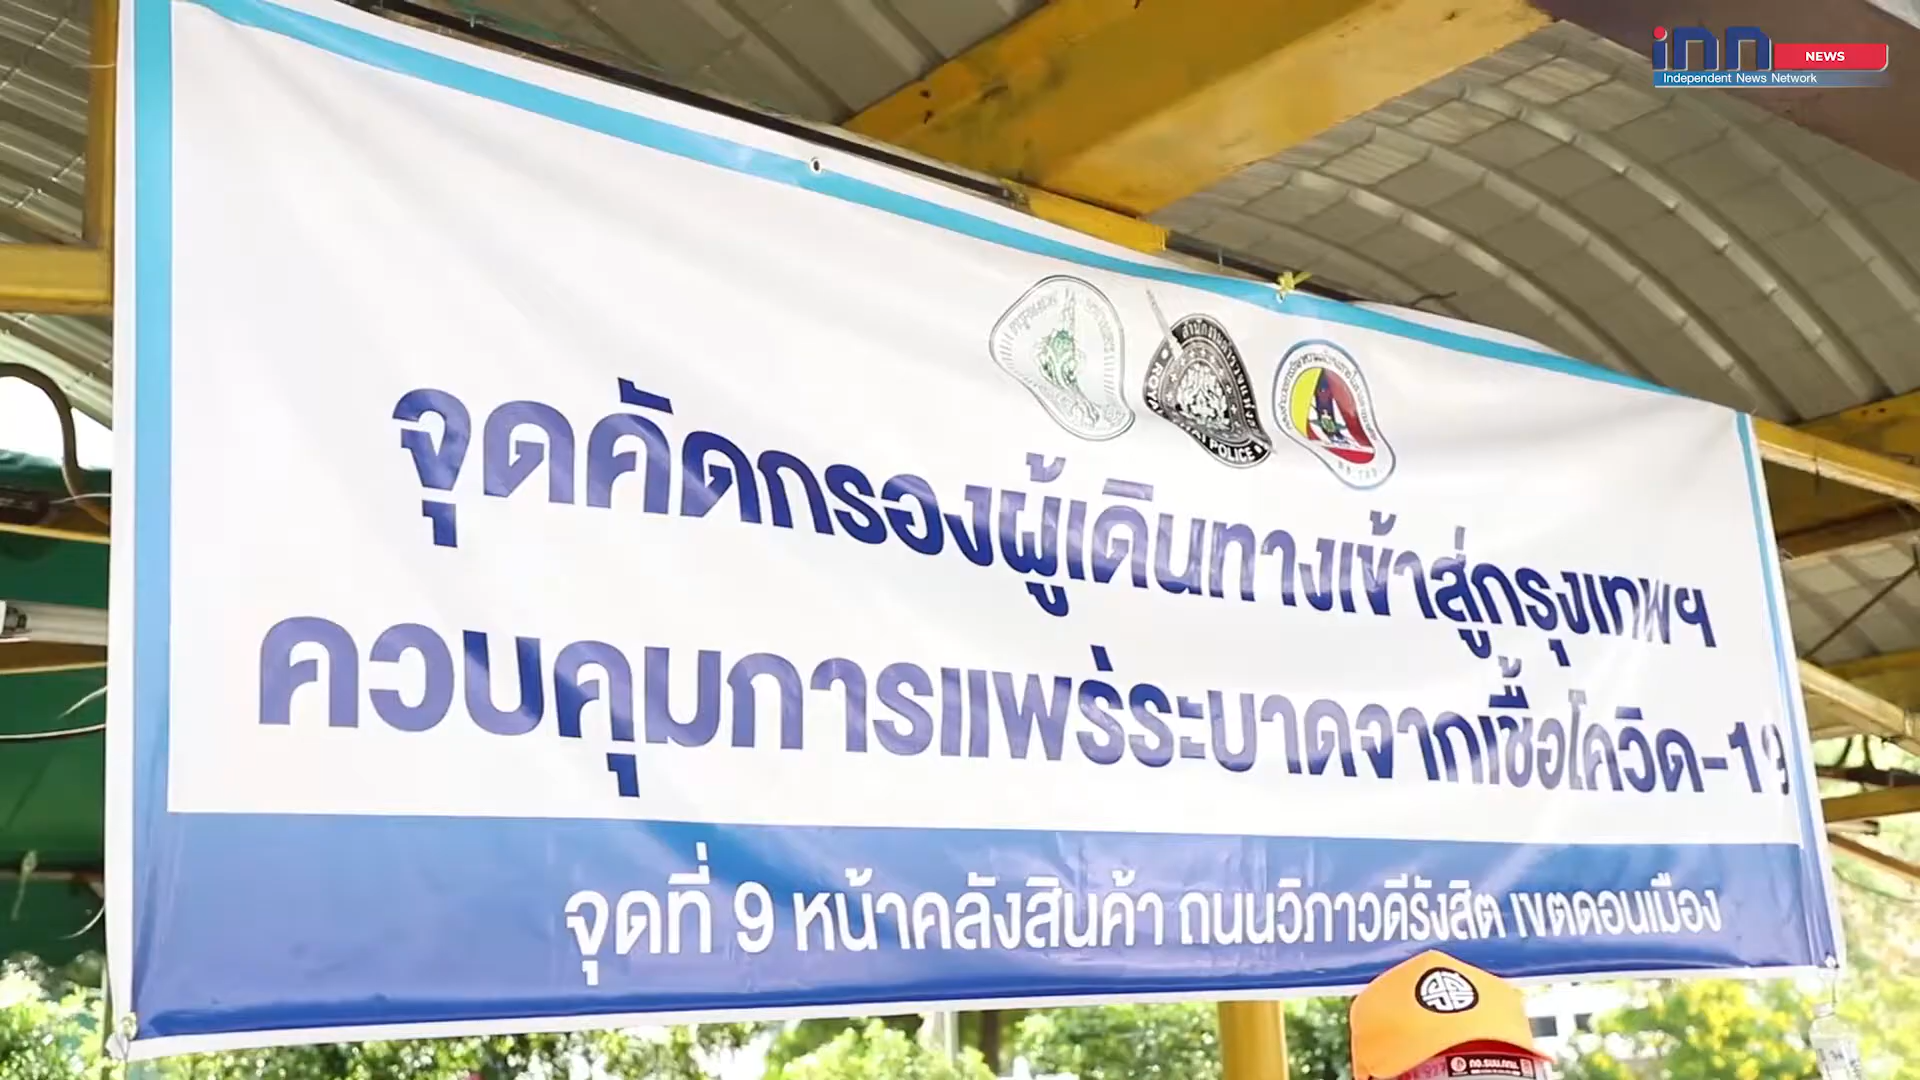 inn NEWS
Independent News Network
ROYAL THAI POLICE
จุดคัดกรองผู้เดินทางเข้าสู่กรุงเทพฯ
ควบคุมการแพร่ระบาดจากเชื้อโควิด-19
จุดที่ 9 หน้าคลังสินค้า ถนนวิภาวดีรังสิต เขตดอนเมือง